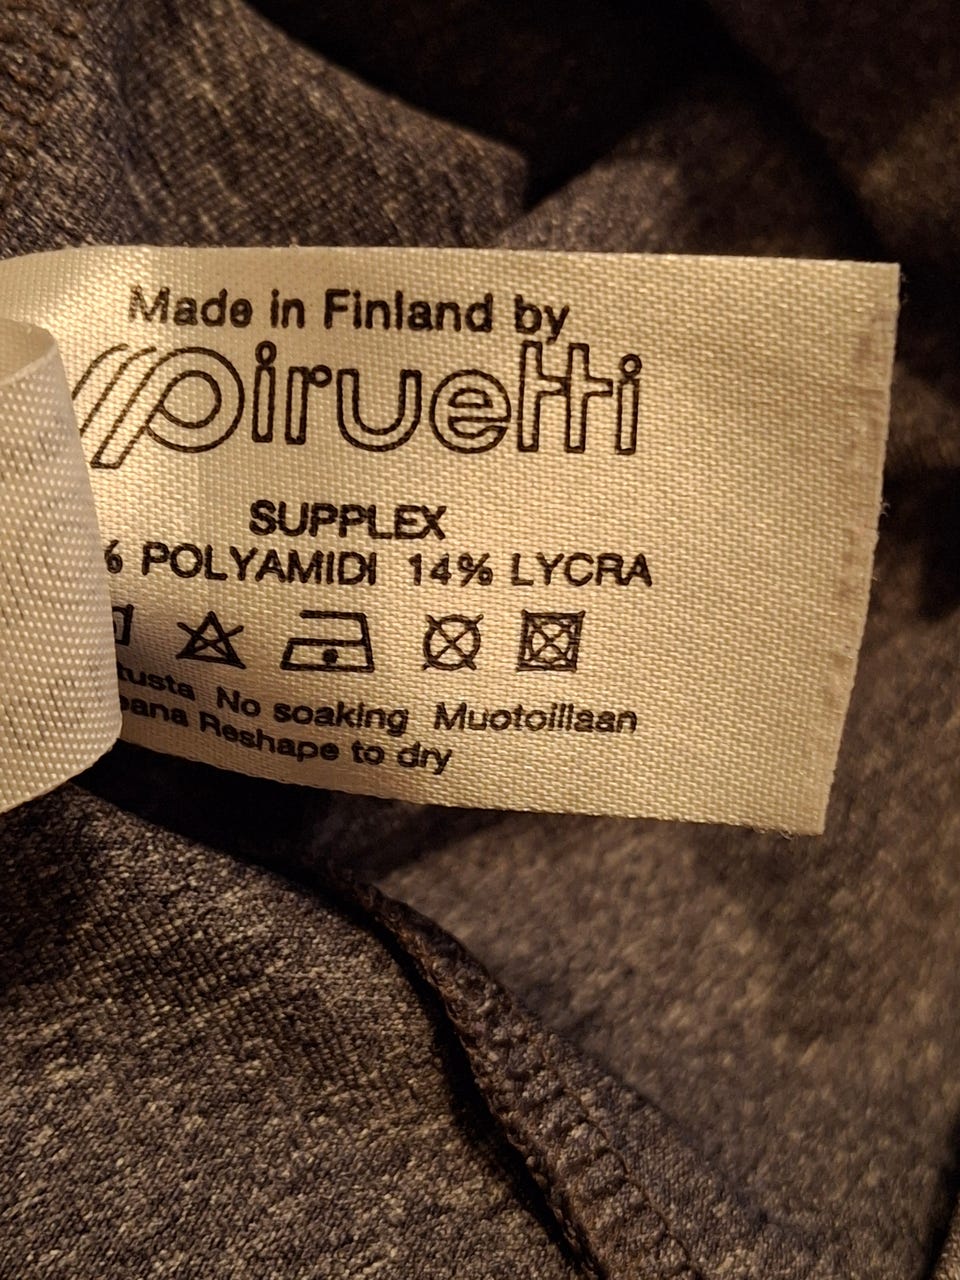 Made in Finland by
piruetti
SUPPLEX
% POLYAMIDI 14% LYCRA
No soaking Muotoillaan
Reshape to dry